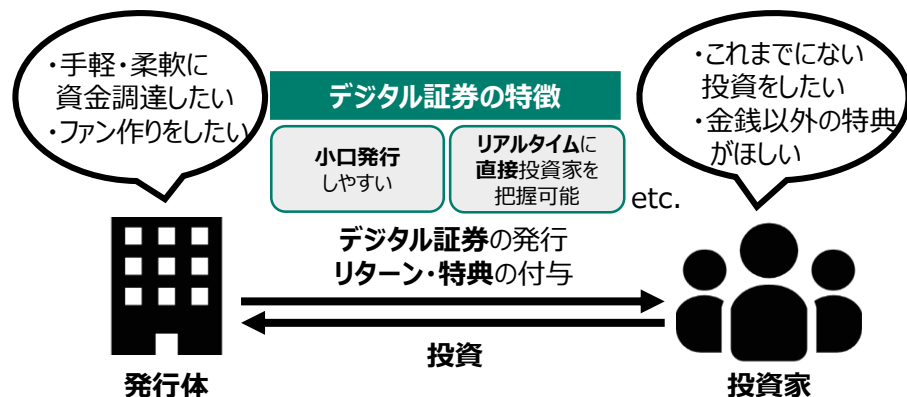 ・手軽・柔軟に
資金調達したい
・ファン作りをしたい
デジタル証券の特徴
小口発行
しやすい
リアルタイムに
直接投資家を
把握可能
etc.
・これまでにない
投資をしたい
・金銭以外の特典
がほしい
デジタル証券の発行
リターン・特典の付与
投資
発行体
投資家